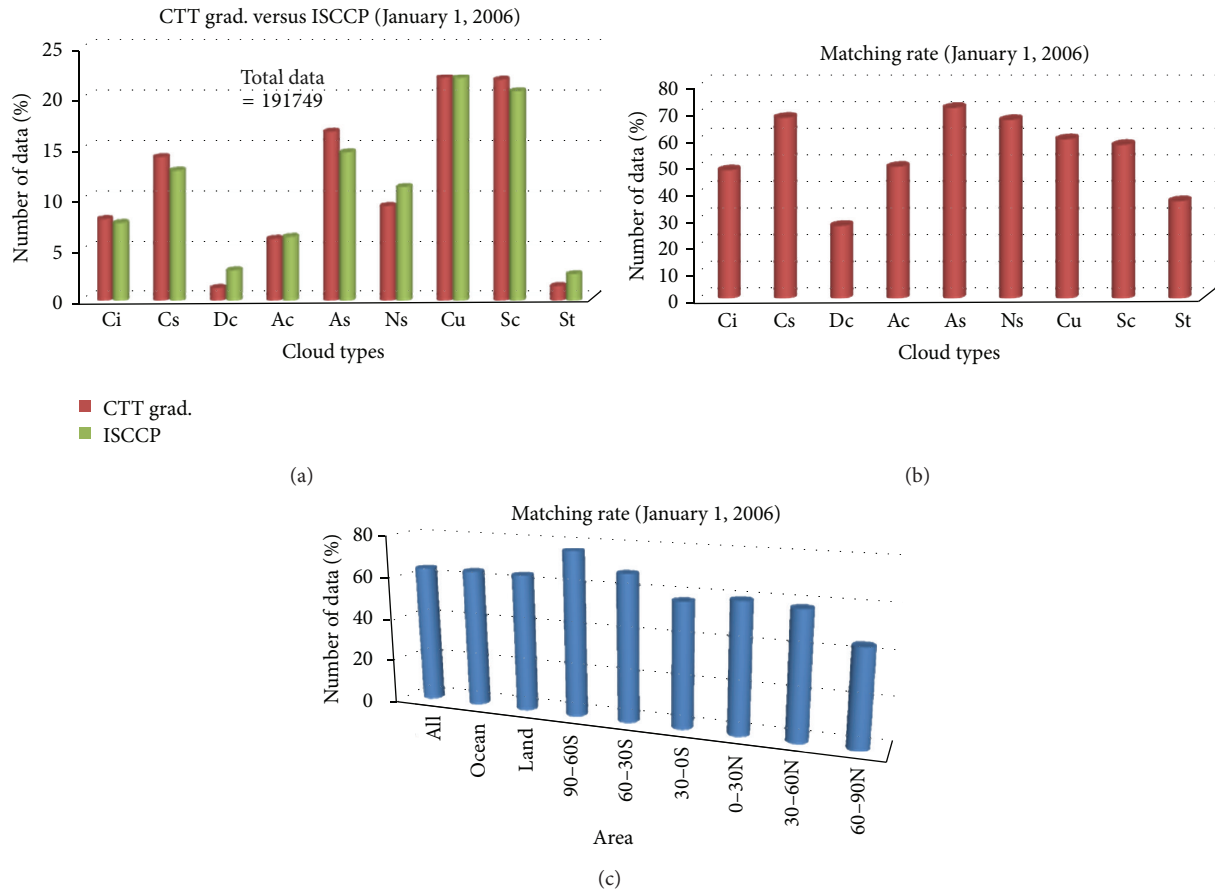 CTT grad. versus ISCCP (January 1, 2006)
25
20
15
10
5
0
Number of data (%)
Total data
= 191749
Ci Cs Dc Ac As Ns Cu Sc St
Cloud types
CTT grad.
ISCCP
(a)
Matching rate (January 1, 2006)
80
70
60
50
40
30
20
10
0
Number of data (%)
Ci Cs Dc Ac As Ns Cu Sc St
Cloud types
(b)
Matching rate (January 1, 2006)
80
60
40
20
0
Number of data (%)
All
Ocean
Land
90–60S
60–30S
30–0S
0–30N
30–60N
60–90N
Area
(c)